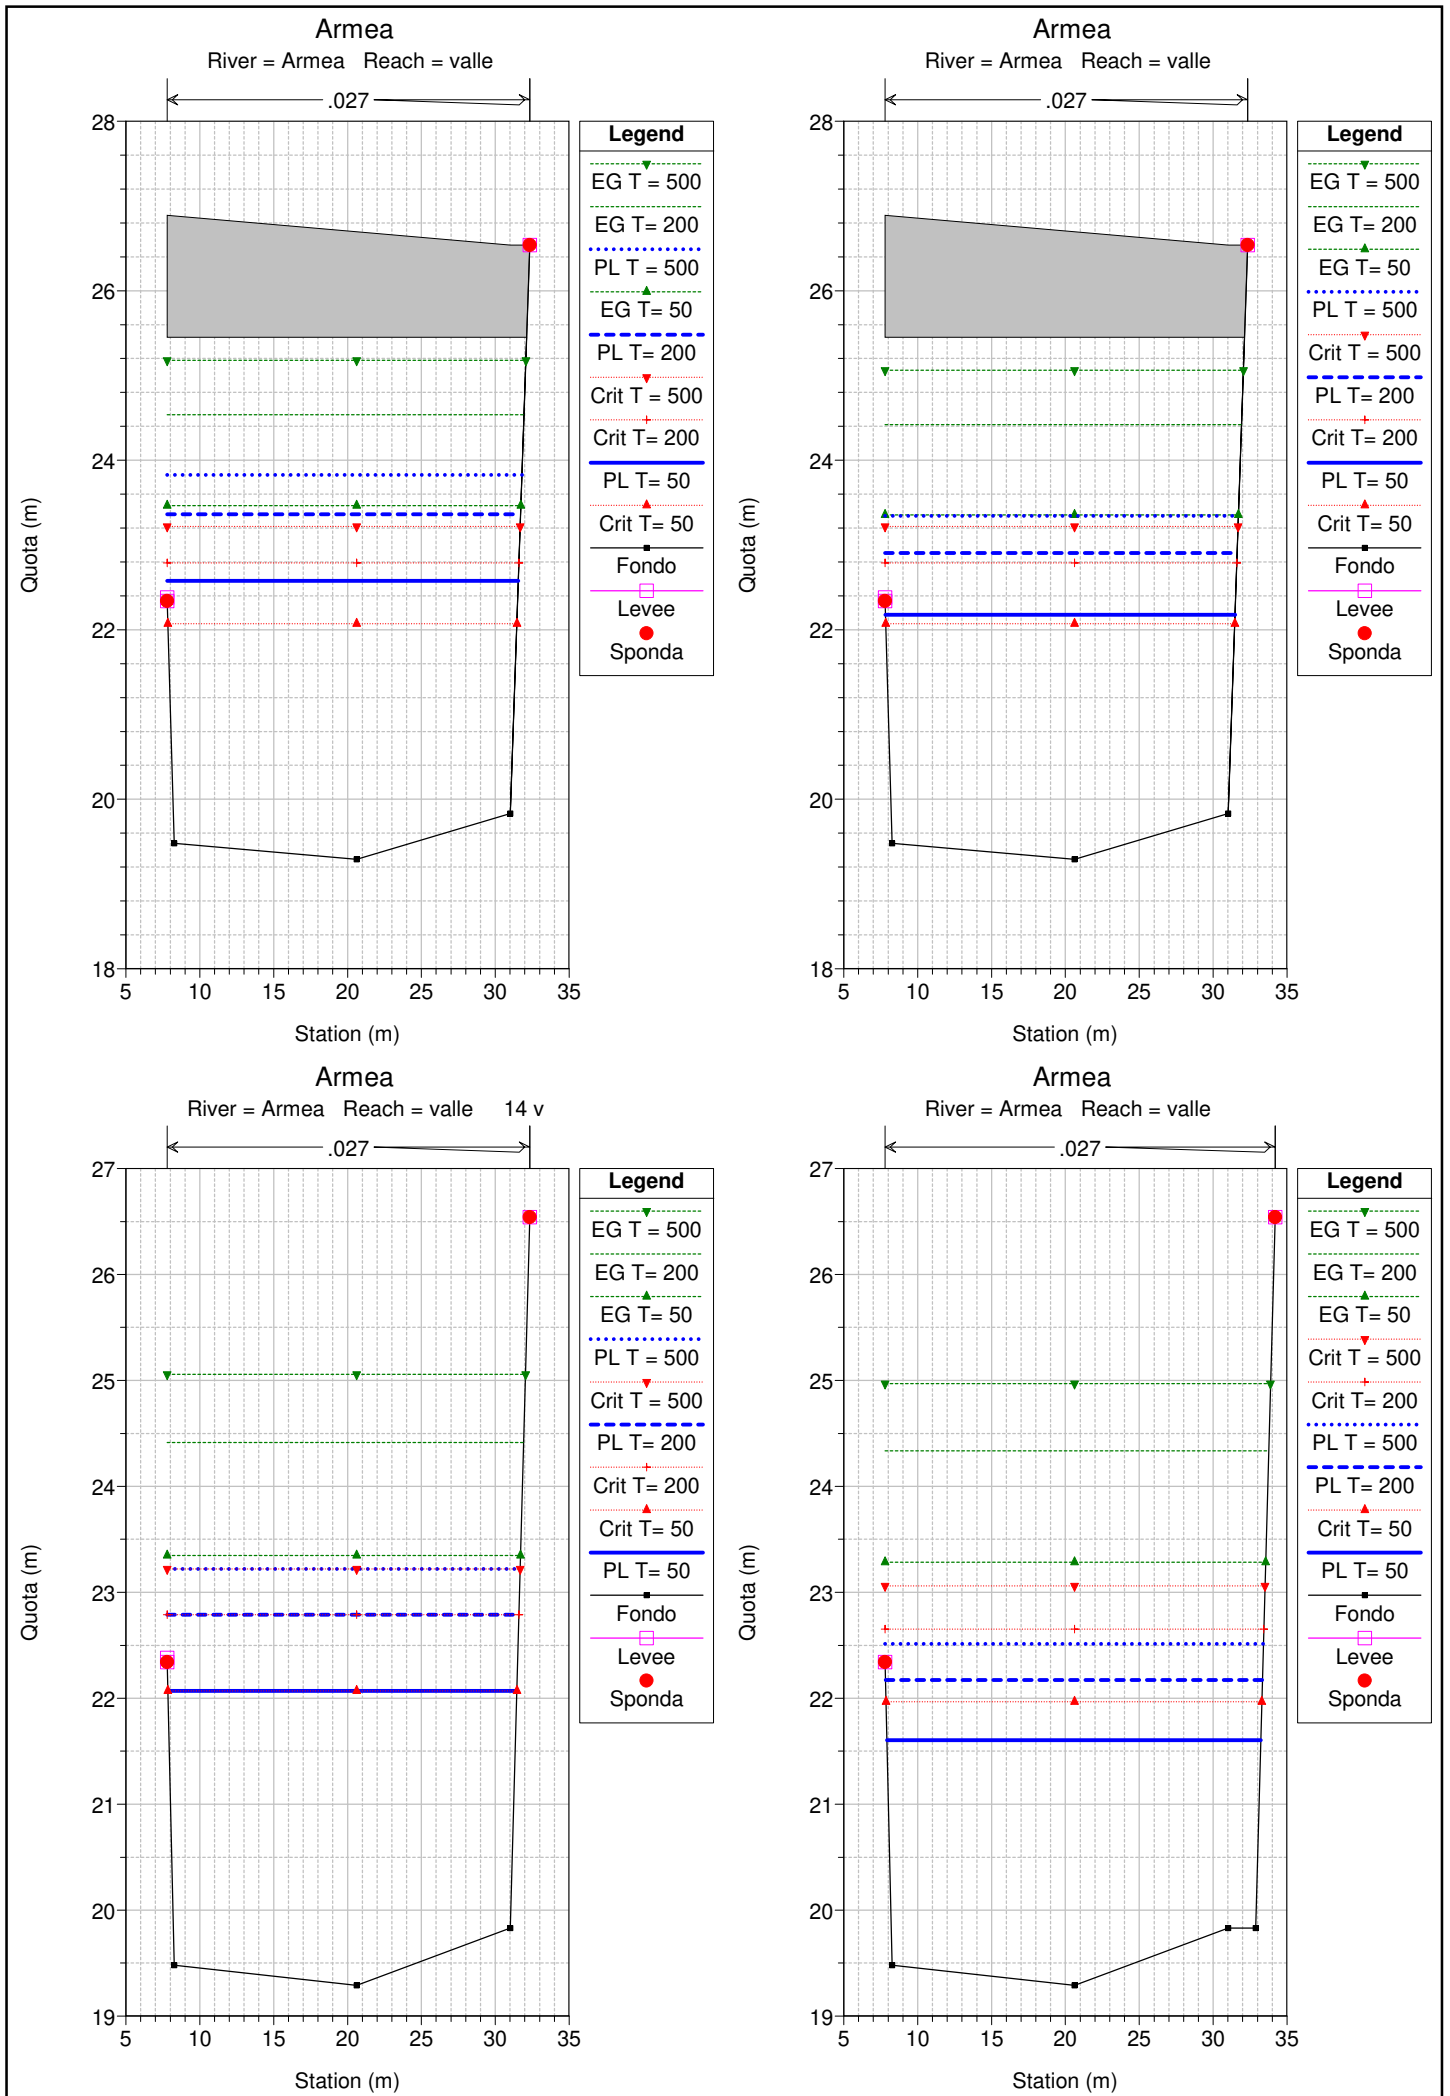 Armea
River = Armea Reach = valle
.027
Legend
EG T = 500
EG T= 200
PL T = 500
EG T= 50
PL T= 200
Crit T = 500
Crit T= 200
PL T= 50
Crit T= 50
Fondo
Levee
Sponda
Quota (m)
28
26
24
22
20
18
5 10 15 20 25 30 35
Station (m)
Armea
River = Armea Reach = valle
.027
Legend
EG T = 500
EG T= 200
EG T= 50
PL T = 500
Crit T = 500
PL T= 200
Crit T= 200
PL T= 50
Crit T= 50
Fondo
Levee
Sponda
Quota (m)
28
26
24
22
20
18
5 10 15 20 25 30 35
Station (m)
Armea
River = Armea Reach = valle 14 v
.027
Legend
EG T = 500
EG T= 200
EG T= 50
PL T = 500
Crit T = 500
PL T= 200
Crit T= 200
Crit T= 50
PL T= 50
Fondo
Levee
Sponda
Quota (m)
27
26
25
24
23
22
21
20
19
5 10 15 20 25 30 35
Station (m)
Armea
River = Armea Reach = valle
.027
Legend
EG T = 500
EG T= 200
EG T= 50
Crit T = 500
Crit T= 200
PL T = 500
PL T= 200
Crit T= 50
PL T= 50
Fondo
Levee
Sponda
Quota (m)
27
26
25
24
23
22
21
20
19
5 10 15 20 25 30 35
Station (m)